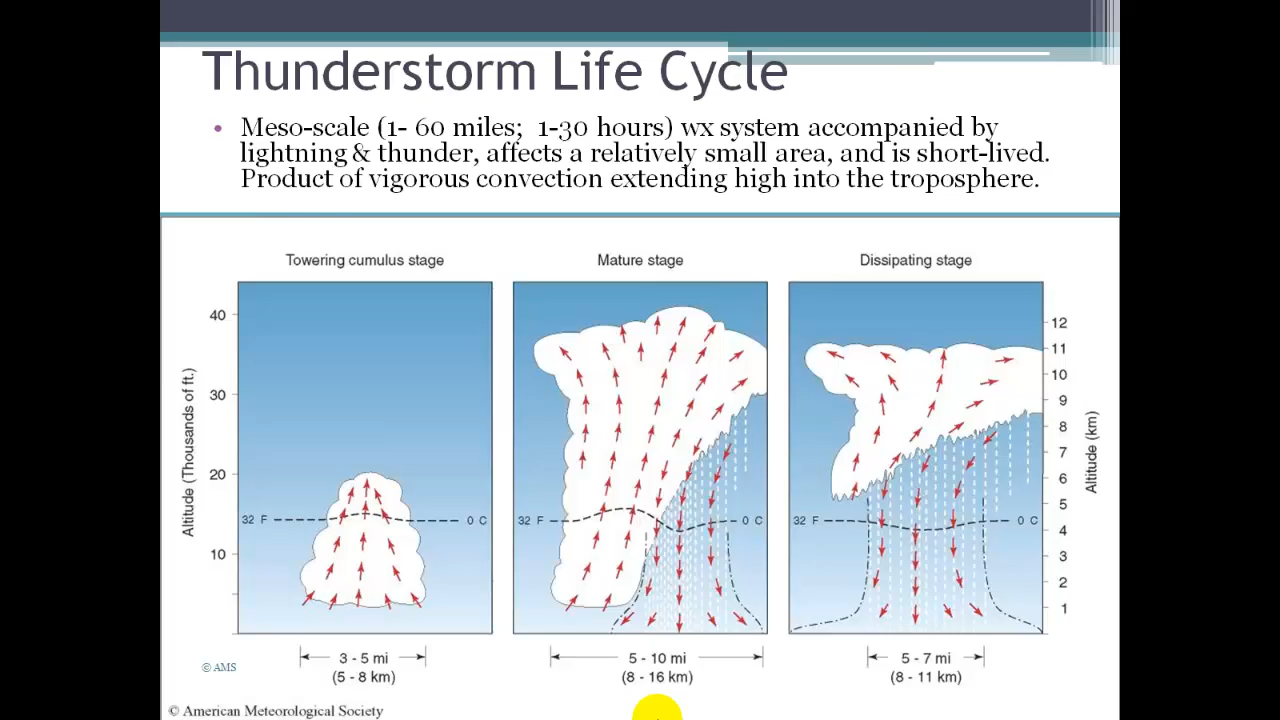 Thunderstorm Life Cycle
• Meso-scale (1- 60 miles;  1-30 hours) wx system accompanied by
lightning & thunder, affects a relatively small area, and is short-lived.
Product of vigorous convection extending high into the troposphere.
Towering cumulus stage
Mature stage
Dissipating stage
Altitude (Thousands of ft.)
40
30
20
10
32 F
0 C
32 F
0 C
32 F
0 C
12
11
10
9
8
7
6
5
4
3
2
1
Altitude (km)
3 - 5 mi
(5 - 8 km)
5 - 10 mi
(8 - 16 km)
5 - 7 mi
(8 - 11 km)
© AMS
© American Meteorological Society